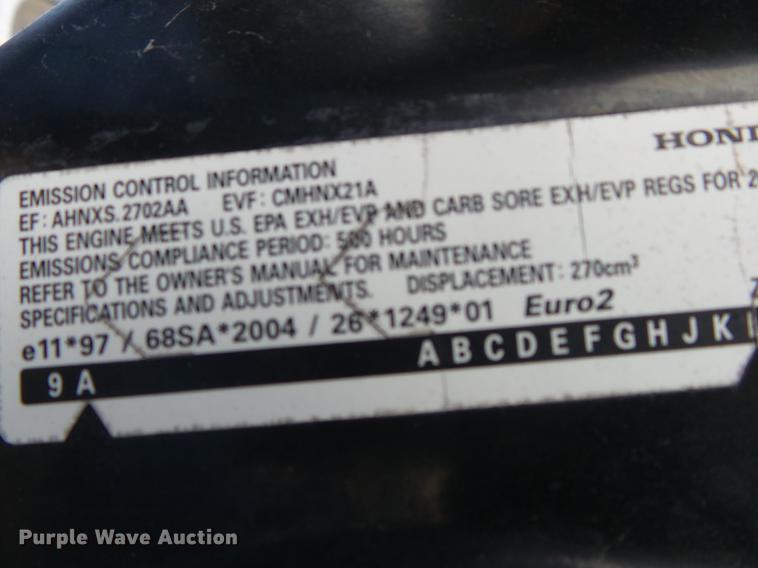 HOND
EMISSION CONTROL INFORMATION
EF: AHNXS.2702AA EVF: CMHNX21A
THIS ENGINE MEETS U.S. EPA EXH/EVP AND CARB SORE EXH/EVP REGS FOR 2
EMISSIONS COMPLIANCE PERIOD: 500 HOURS
REFER TO THE OWNER'S MANUAL FOR MAINTENANCE
SPECIFICATIONS AND ADJUSTMENTS. DISPLACEMENT: 270cm³
e11*97 / 68SA*2004 / 26*1249*01 Euro2
9 A A B C D E F G H J K
Purple Wave Auction